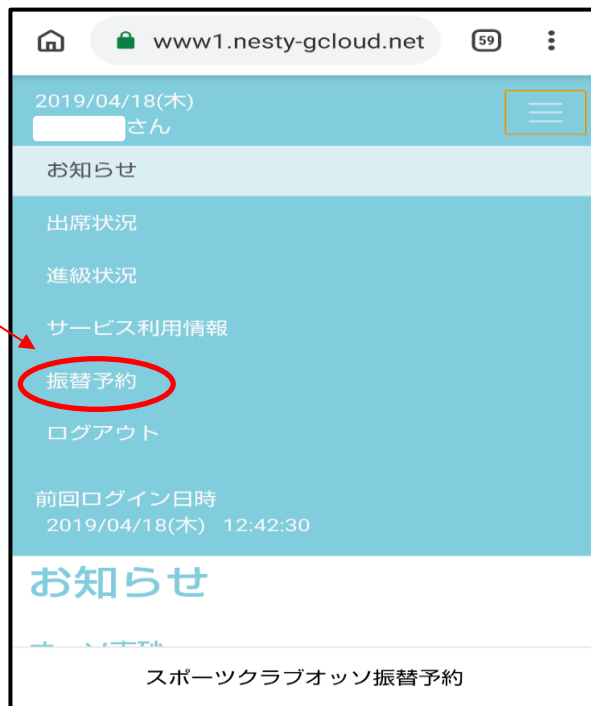 www1.nesty-gcloud.net
59
2019/04/18(木)
さん
お知らせ
出席状況
進級状況
サービス利用情報
振替予約
ログアウト
前回ログイン日時
2019/04/18(木) 12:42:30
お知らせ
スポーツクラブオッソ振替予約